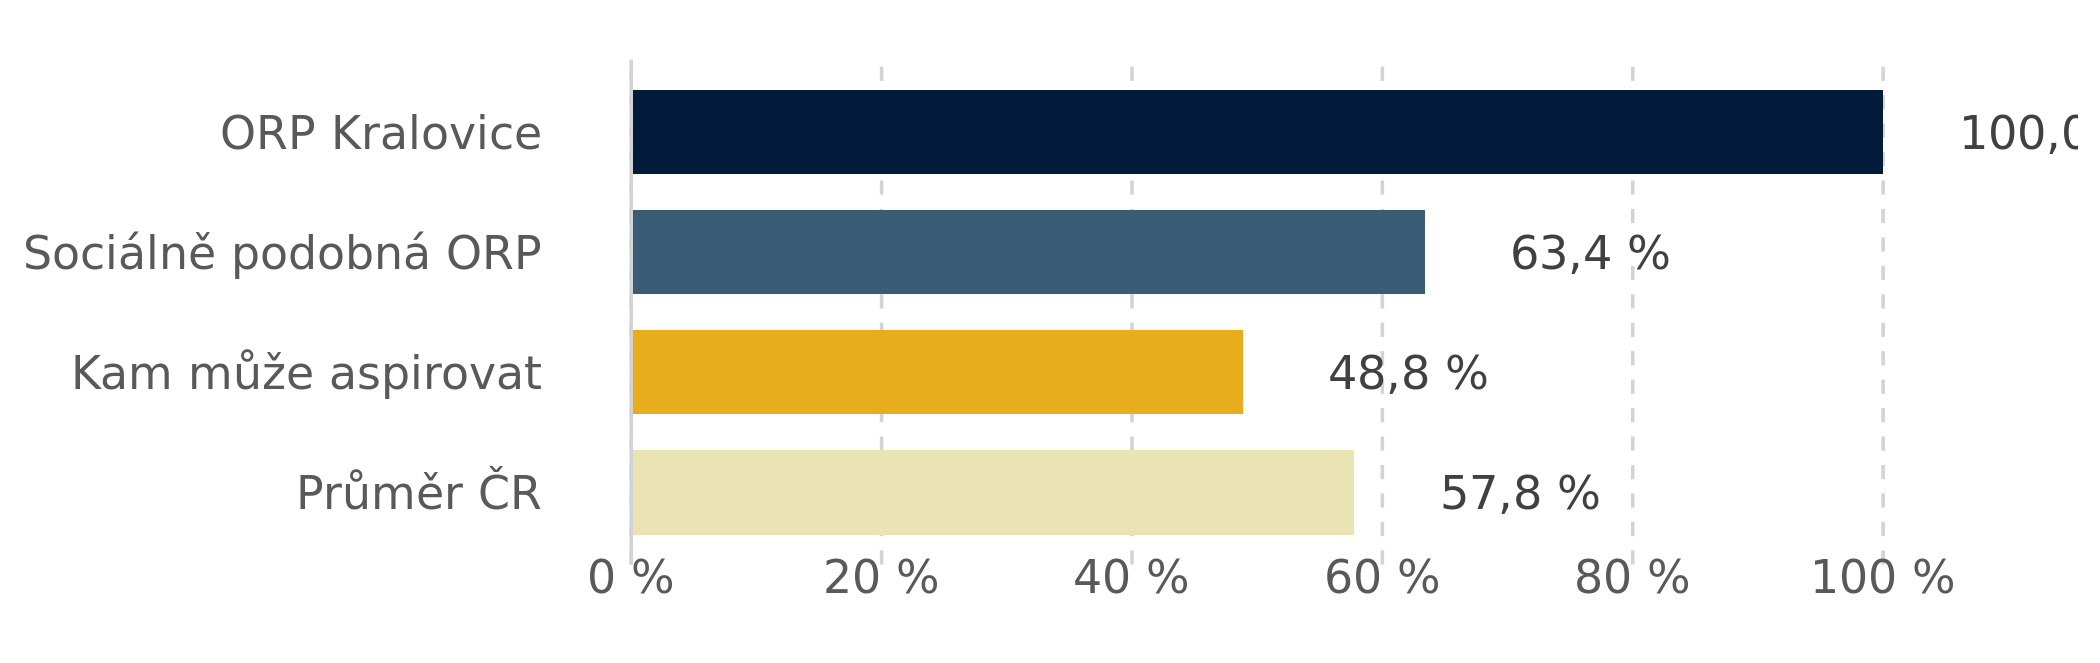 ORP Kralovice
100,0
Sociálně podobná ORP
63,4 %
Kam může aspirovat
48,8 %
Průměr ČR
57,8 %
0 %
20 %
40 %
60 %
80 %
100 %